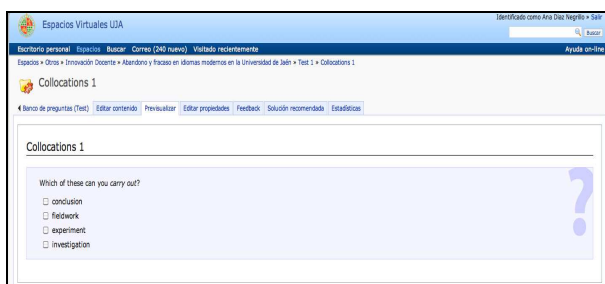 Espacios Virtuales UJA
Identificado como Ana Díaz Negrillo » Salir
Buscar
Escritorio personal Espacios Buscar Correo (240 nuevo) Visitado recientemente
Ayuda on-line
Espacios » Otros » Innovación Docente » Abandono y fracaso en idiomas modernos en la Universidad de Jaén » Test 1 » Collocations 1
Collocations 1
Banco de preguntas (Test) Editar contenido Previsualizar Editar propiedades Feedback Solución recomendada Estadísticas
Collocations 1
Which of these can you carry out?
conclusion
fieldwork
experiment
investigation
?